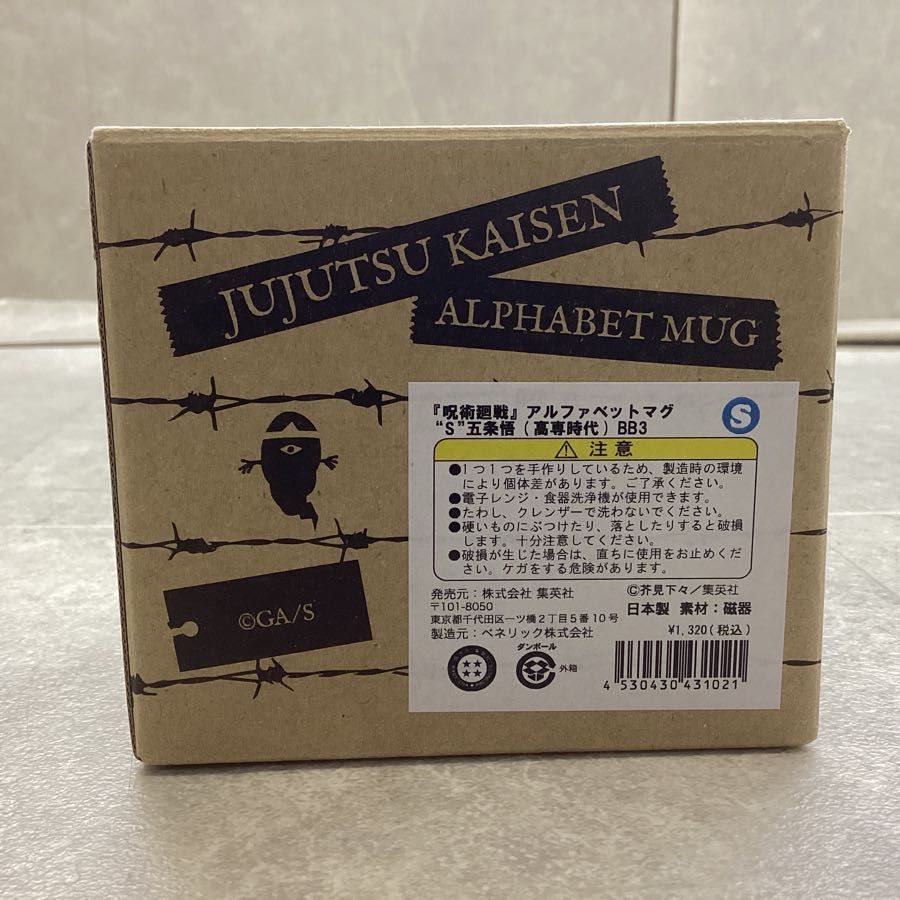 JUJUTSU KAISEN
ALPHABET MUG
『呪術廻戦』アルファベットマグ
"S"五条悟(高専時代)BB3
S
注意
●1つ1つを手作りしているため、製造時の環境
により個体差があります。ご了承ください。
●電子レンジ・食器洗浄機が使用できます。
●たわし、クレンザーで洗わないでください。
●硬いものにぶつけたり、落としたりすると破損
します。十分注意してください。
●破損が生じた場合は、直ちに使用をお止めくだ
さい。ケガをする危険があります。
発売元:株式会社 集英社
〒101-8050
東京都千代田区一ツ橋2丁目5番10号
製造元:ベネリック株式会社
©芥見下々/集英社
日本製 素材:磁器
¥1,320(税込)
ダンボール
外箱
4 530430 431021
©GA/S